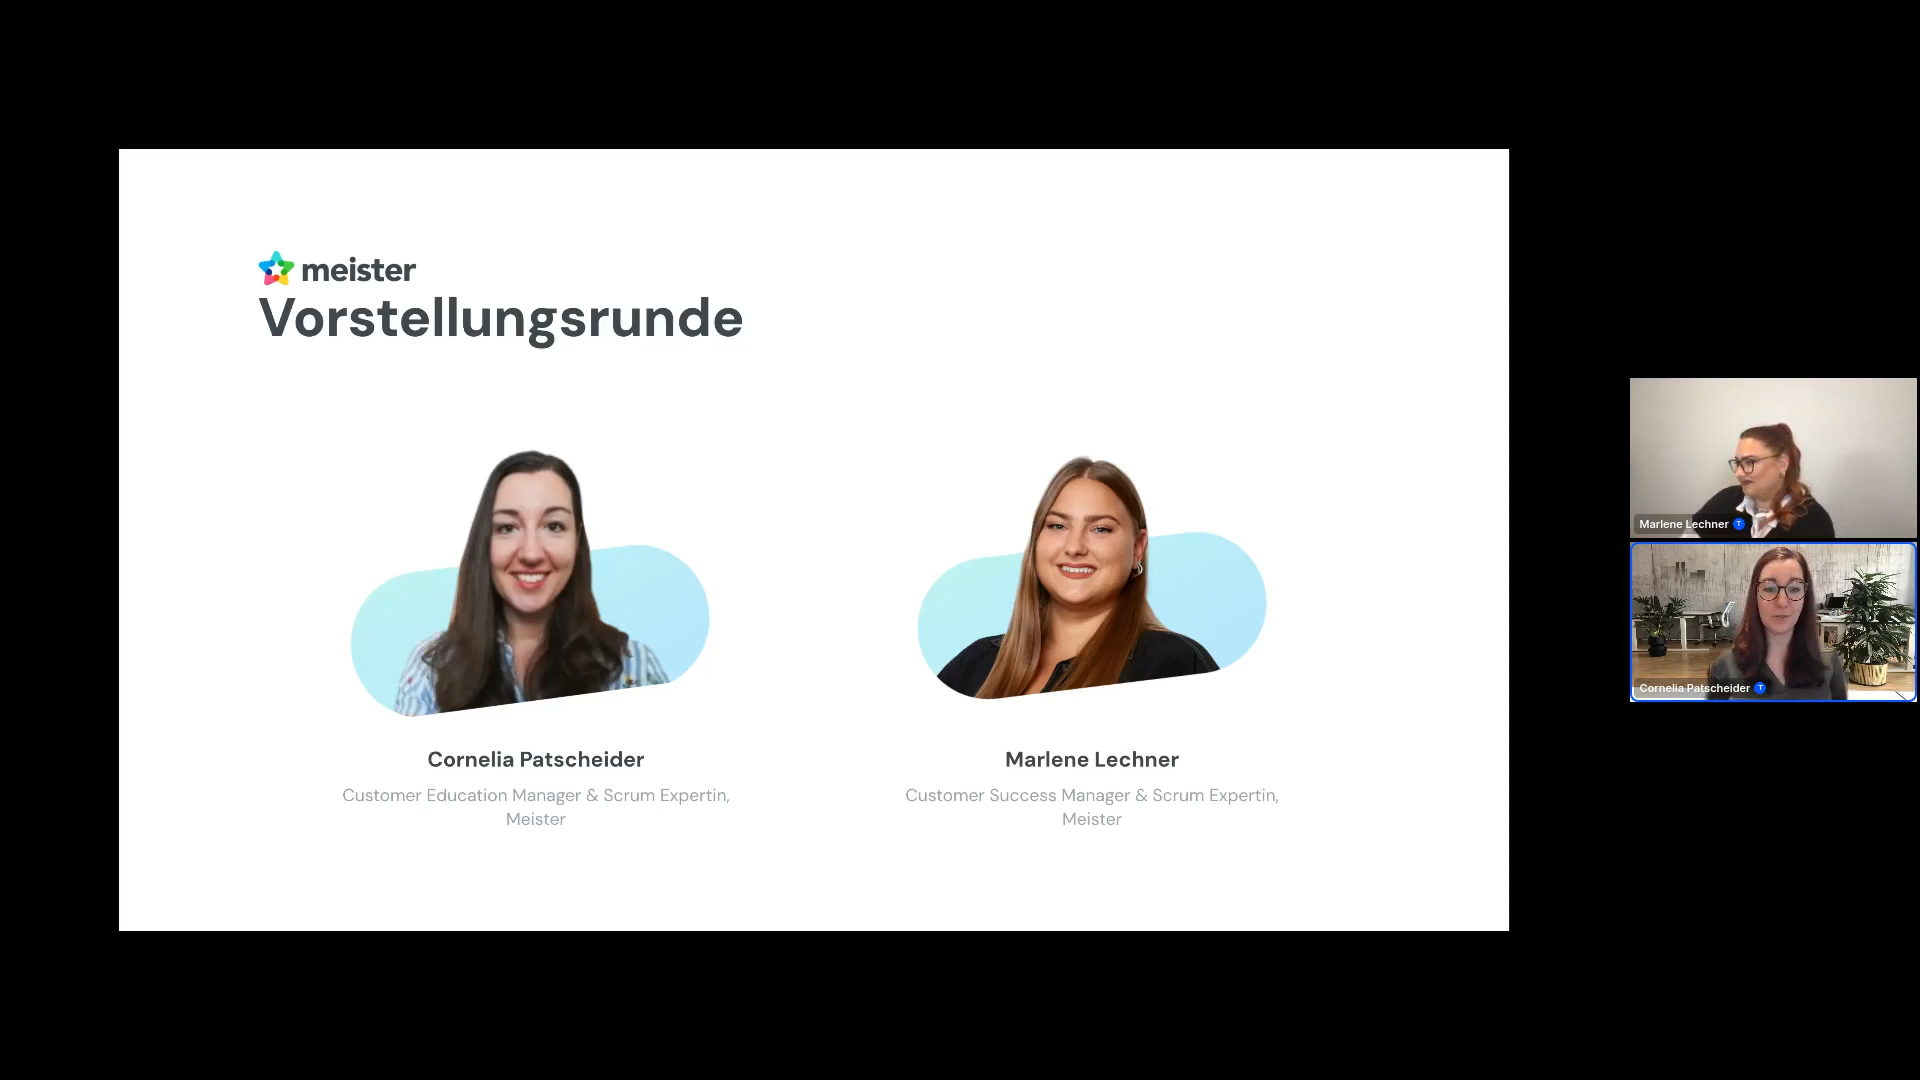 meister
Vorstellungsrunde
Cornelia Patscheider
Customer Education Manager & Scrum Expertin,
Meister
Marlene Lechner
Customer Success Manager & Scrum Expertin,
Meister
Marlene Lechner T
Cornelia Patscheider T